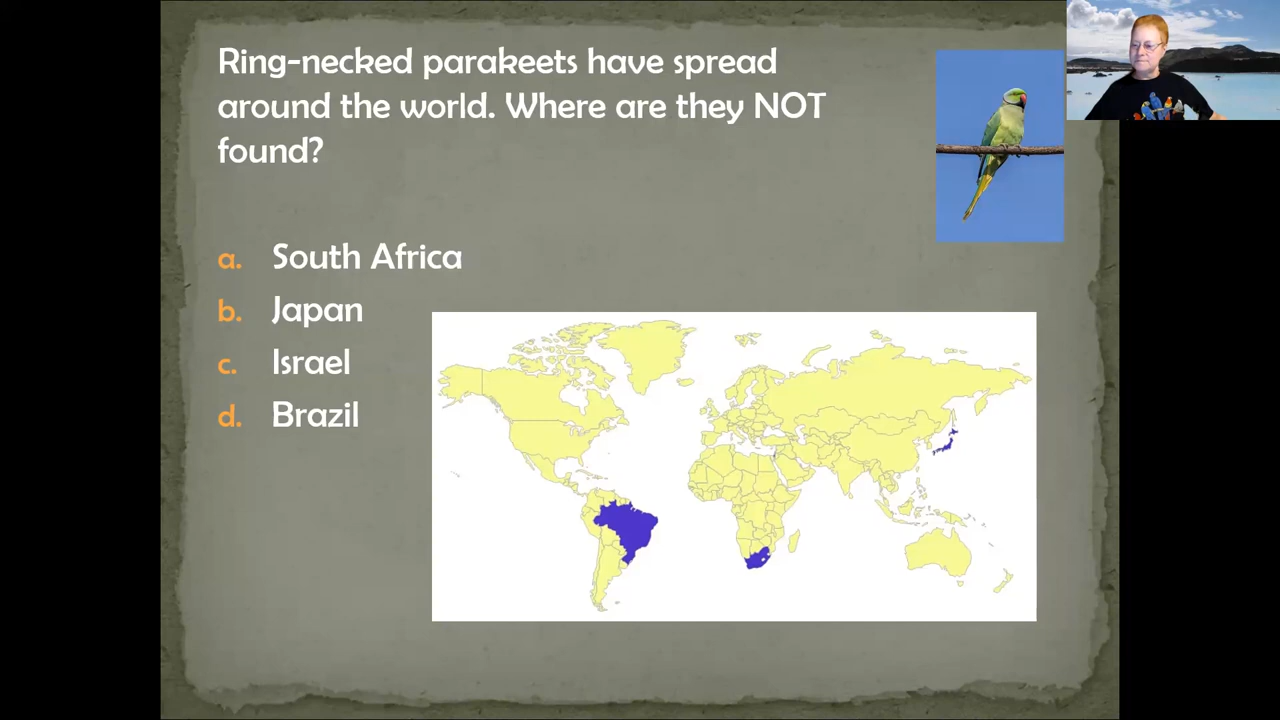 Ring-necked parakeets have spread
around the world. Where are they NOT
found?
a. South Africa
b. Japan
c. Israel
d. Brazil